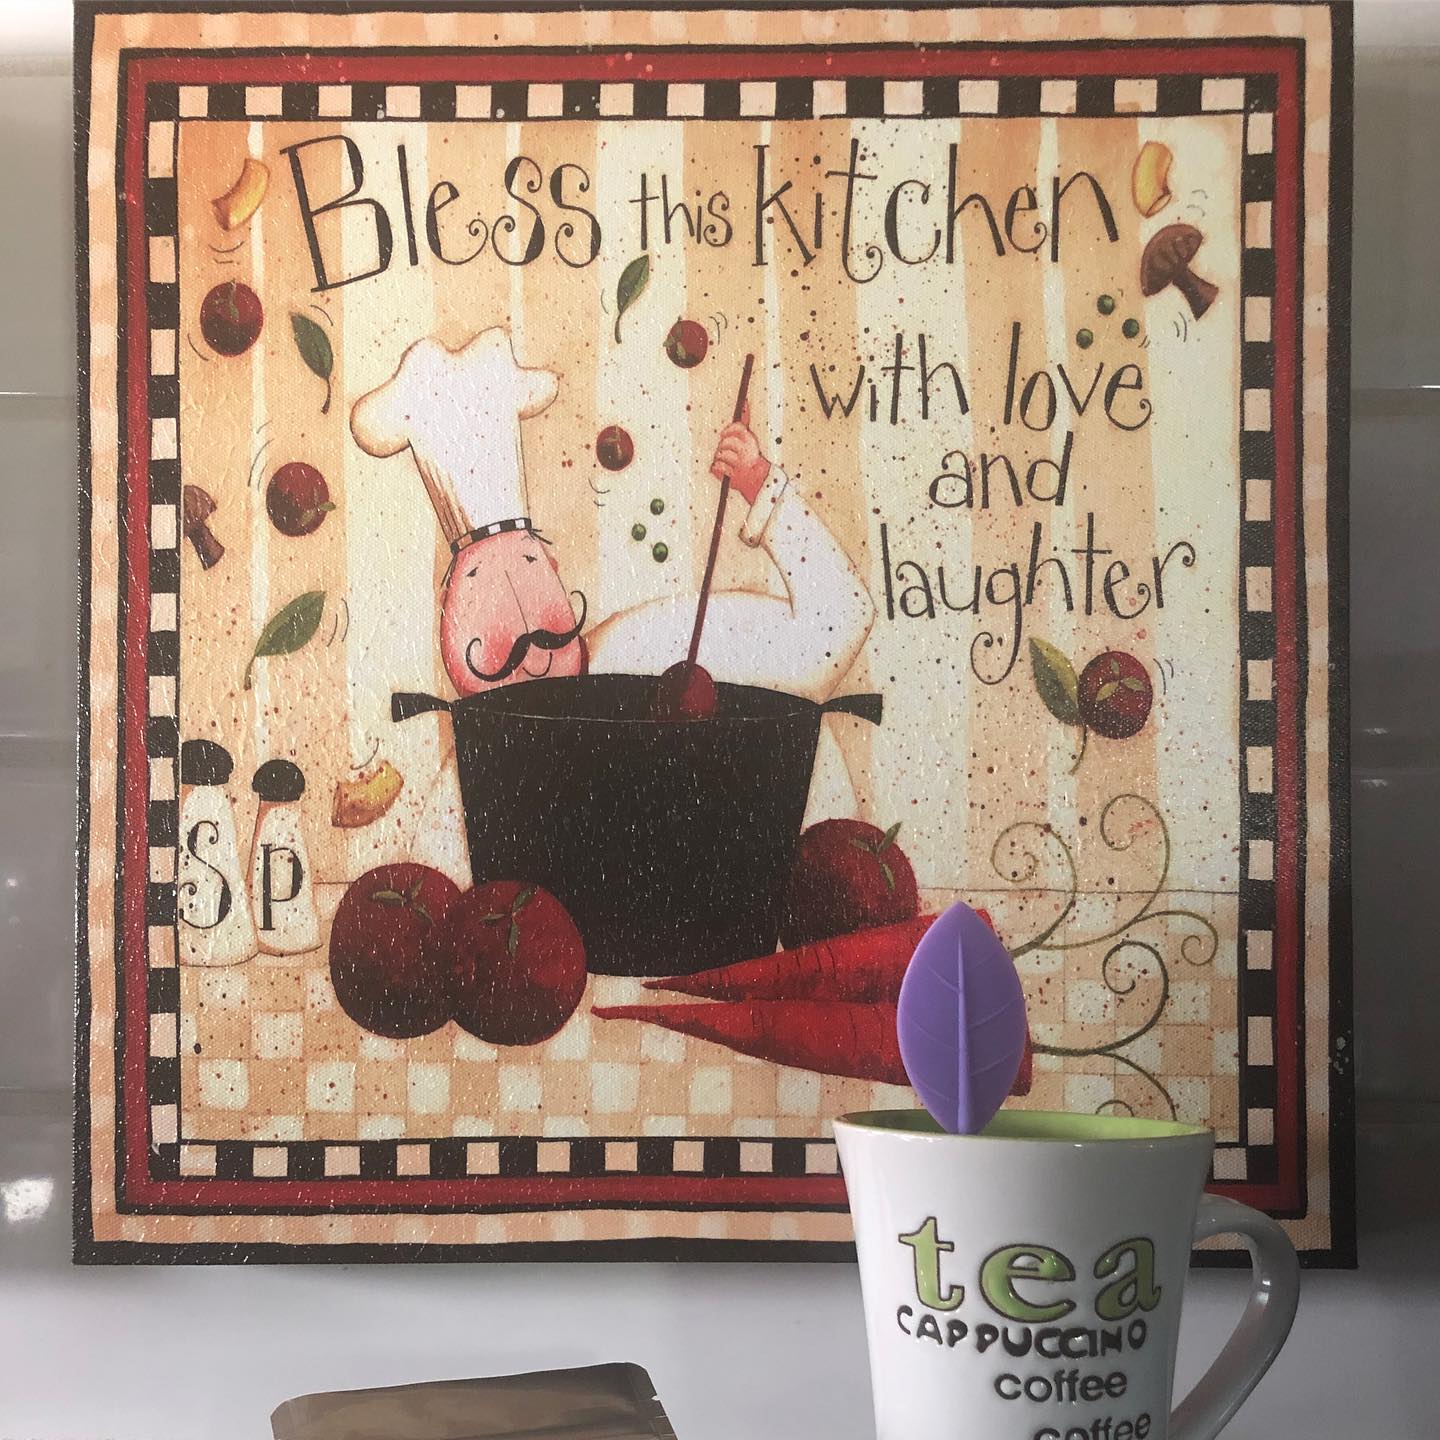 Bless this kitchen
with love
and
laughter
S p
tea
CAPPUCCINO
coffee
coffee